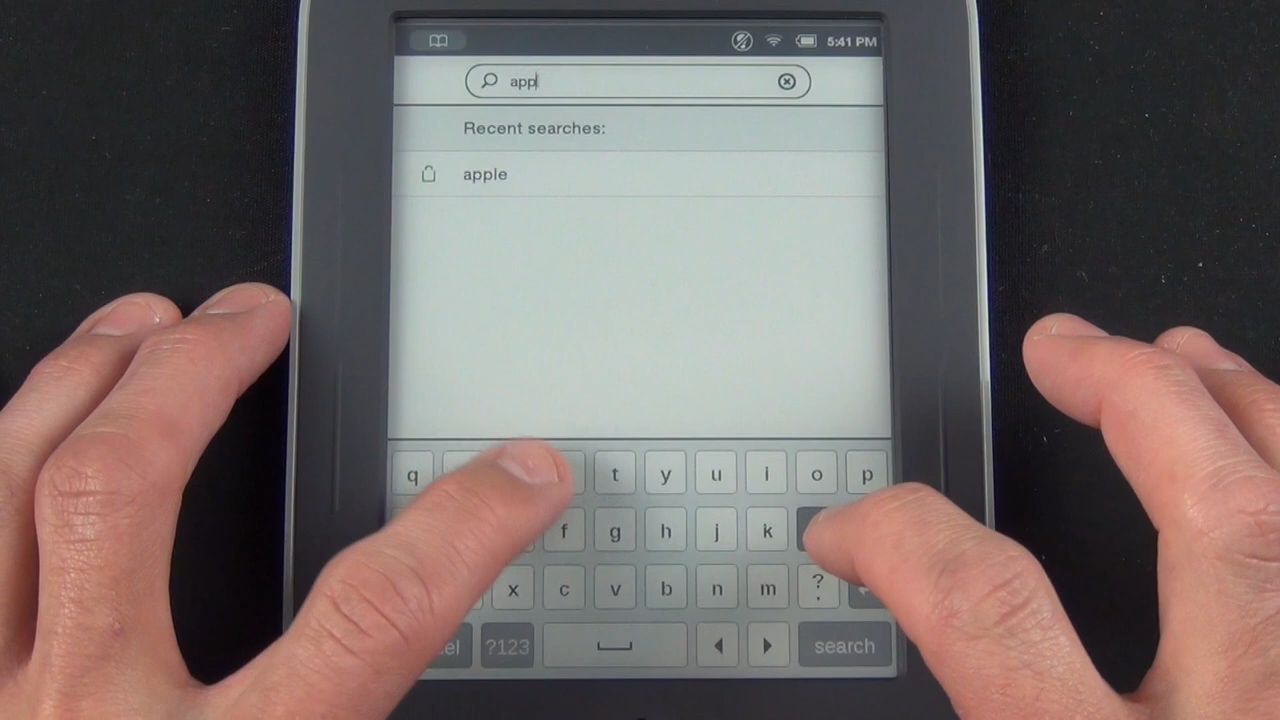 5:41 PM
app
Recent searches:
apple
q t y u i o p
f g h j k
x c v b n m ? .
?123 search